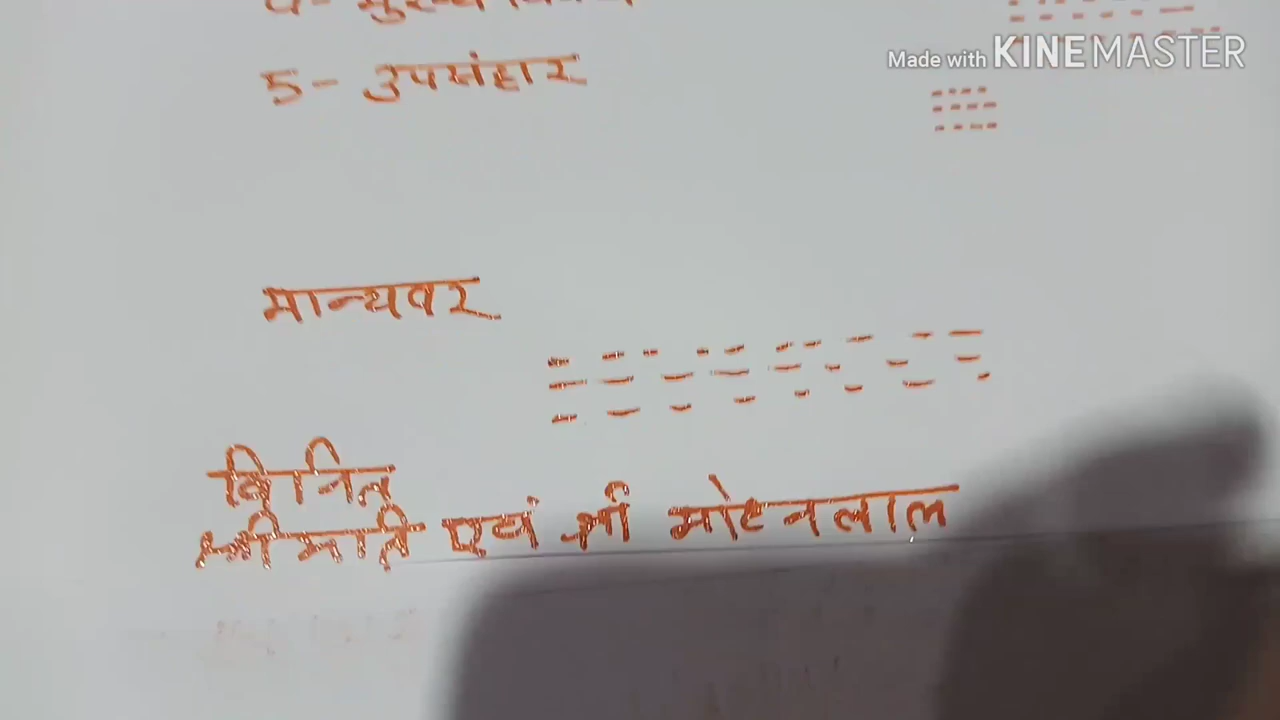 Made with KINEMASTER
5- उपसंहार
मान्यवर
विनित
श्रीमति एवं श्री मोहनलाल